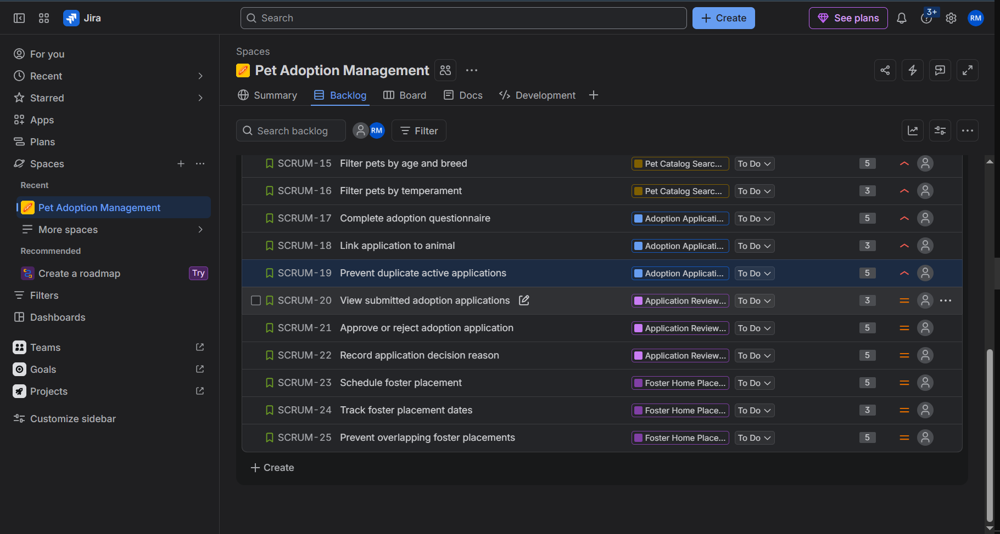 Jira
Search
Create
See plans
3+
RM
For you
Recent
Starred
Apps
Plans
Spaces
Recent
Pet Adoption Management
More spaces
Recommended
Create a roadmap Try
Filters
Dashboards
Teams
Goals
Projects
Customize sidebar
Spaces
Pet Adoption Management
Summary Backlog Board Docs Development
Search backlog RM Filter
SCRUM-15 Filter pets by age and breed Pet Catalog Searc... To Do 5
SCRUM-16 Filter pets by temperament Pet Catalog Searc... To Do 3
SCRUM-17 Complete adoption questionnaire Adoption Applicati... To Do 5
SCRUM-18 Link application to animal Adoption Applicati... To Do 3
SCRUM-19 Prevent duplicate active applications Adoption Applicati... To Do 5
SCRUM-20 View submitted adoption applications Application Review... To Do 3
SCRUM-21 Approve or reject adoption application Application Review... To Do 5
SCRUM-22 Record application decision reason Application Review... To Do 5
SCRUM-23 Schedule foster placement Foster Home Place... To Do 5
SCRUM-24 Track foster placement dates Foster Home Place... To Do 3
SCRUM-25 Prevent overlapping foster placements Foster Home Place... To Do 5
Create